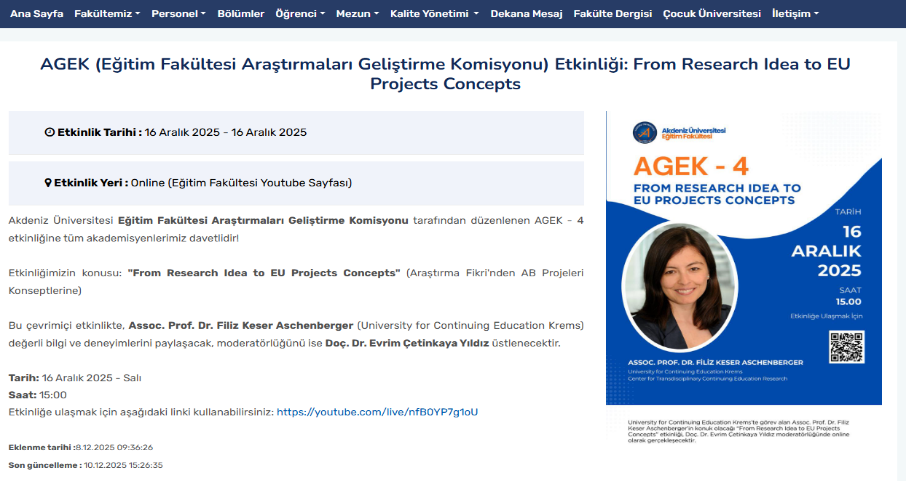 Ana Sayfa Fakültemiz Personel Bölümler Öğrenci Mezun Kalite Yönetimi Dekana Mesaj Fakülte Dergisi Çocuk Üniversitesi İletişim
AGEK (Eğitim Fakültesi Araştırmaları Geliştirme Komisyonu) Etkinliği: From Research Idea to EU
Projects Concepts
Etkinlik Tarihi : 16 Aralık 2025 - 16 Aralık 2025
Etkinlik Yeri : Online (Eğitim Fakültesi Youtube Sayfası)
Akdeniz Üniversitesi Eğitim Fakültesi Araştırmaları Geliştirme Komisyonu tarafından düzenlenen AGEK - 4
etkinliğine tüm akademisyenlerimiz davetlidir!
Etkinliğimizin konusu: "From Research Idea to EU Projects Concepts" (Araştırma Fikri'nden AB Projeleri
Konseptlerine)
Bu çevrimiçi etkinlikte, Assoc. Prof. Dr. Filiz Keser Aschenberger (University for Continuing Education Krems)
değerli bilgi ve deneyimlerini paylaşacak, moderatörlüğünü ise Doç. Dr. Evrim Çetinkaya Yıldız üstlenecektir.
Tarih: 16 Aralık 2025 - Salı
Saat: 15:00
Etkinliğe ulaşmak için aşağıdaki linki kullanabilirsiniz: https://youtube.com/live/nfB0YP7g1oU
Eklenme tarihi :8.12.2025 09:36:26
Son güncelleme : 10.12.2025 15:26:35
Akdeniz Üniversitesi
Eğitim Fakültesi
AGEK - 4
FROM RESEARCH IDEA TO
EU PROJECTS CONCEPTS
TARİH
16
ARALIK
2025
SAAT
15.00
Etkinliğe Ulaşmak İçin
ASSOC. PROF. DR. FİLİZ KESER ASCHENBERGER
University for Continuing Education Krems
Center for Transdisciplinary Continuing Education Research
University for Continuing Education Krems'te görev alan Assoc. Prof. Dr. Filiz
Keser Aschenberger'in konuk olacağı "From Research Idea to EU Projects
Concepts" etkinliği, Doç. Dr. Evrim Çetinkaya Yıldız moderatörlüğünde online
olarak gerçekleşecektir.